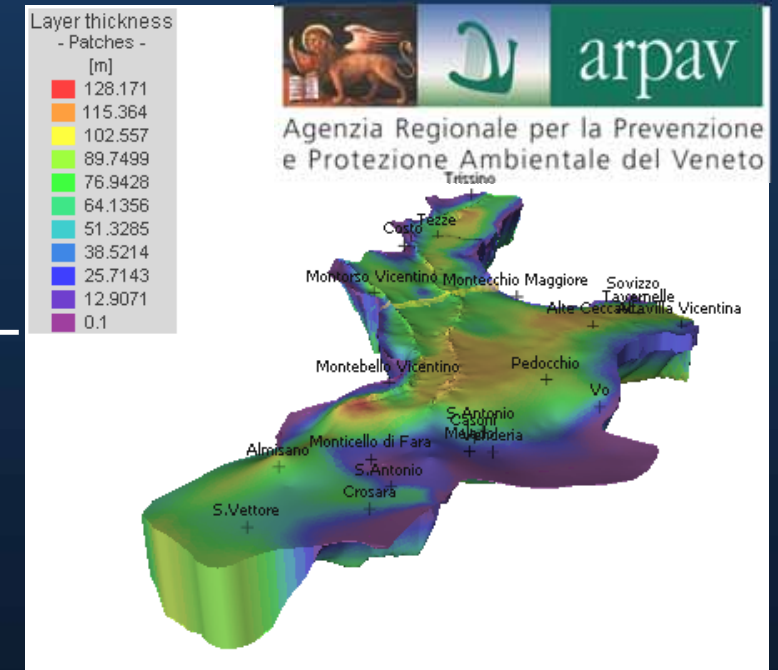 Layer thickness
- Patches -
[m]
128.171
115.364
102.557
89.7499
76.9428
64.1356
51.3285
38.5214
25.7143
12.9071
0.1
arpav
Agenzia Regionale per la Prevenzione
e Protezione Ambientale del Veneto
Trissino
Tezze
Costo
Montorso Vicentino
Montecchio Maggiore
Sovizzo
Tavernelle
Alte Ceccato
Altavilla Vicentina
Montebello Vicentino
Pedocchio
Vo
S.Antonio
Casoni
Monticello di Fara
Almisano
S.Antonio
Crosara
S.Vettore